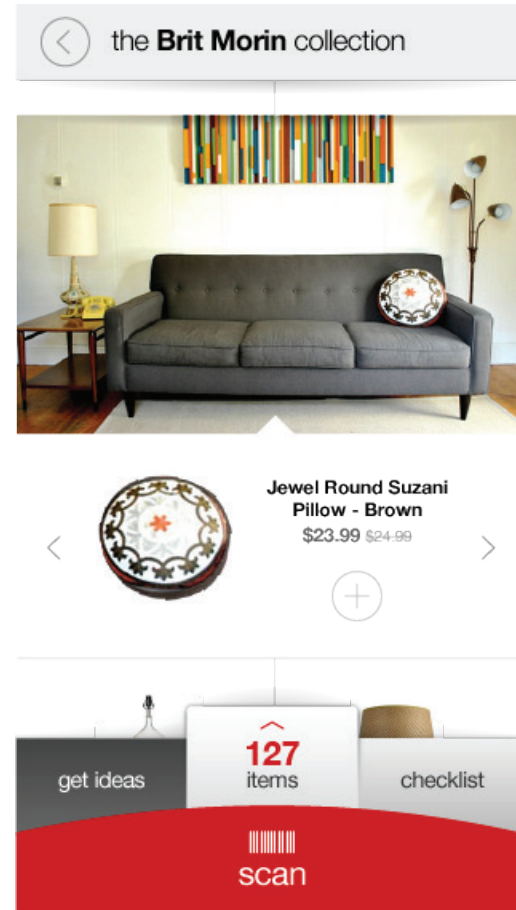 the Brit Morin collection
Jewel Round Suzani
Pillow - Brown
$23.99 $24.99
127
items
get ideas
checklist
scan